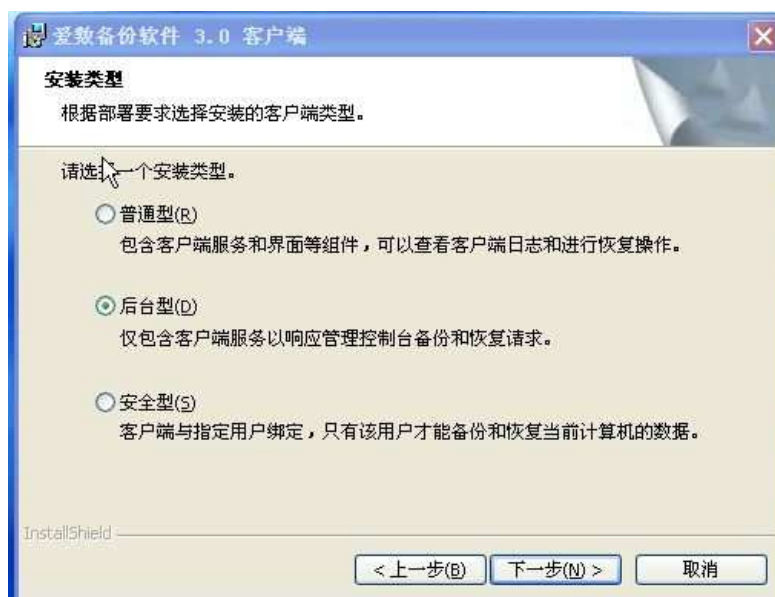 爱数备份软件 3.0 客户端
安装类型
根据部署要求选择安装的客户端类型。
请选 一个安装类型。
普通型(R)
包含客户端服务和界面等组件，可以查看客户端日志和进行恢复操作。
后台型(D)
仅包含客户端服务以响应管理控制台备份和恢复请求。
安全型(S)
客户端与指定用户绑定，只有该用户才能备份和恢复当前计算机的数据。
InstallShield
< 上一步(B)
下一步(N) >
取消